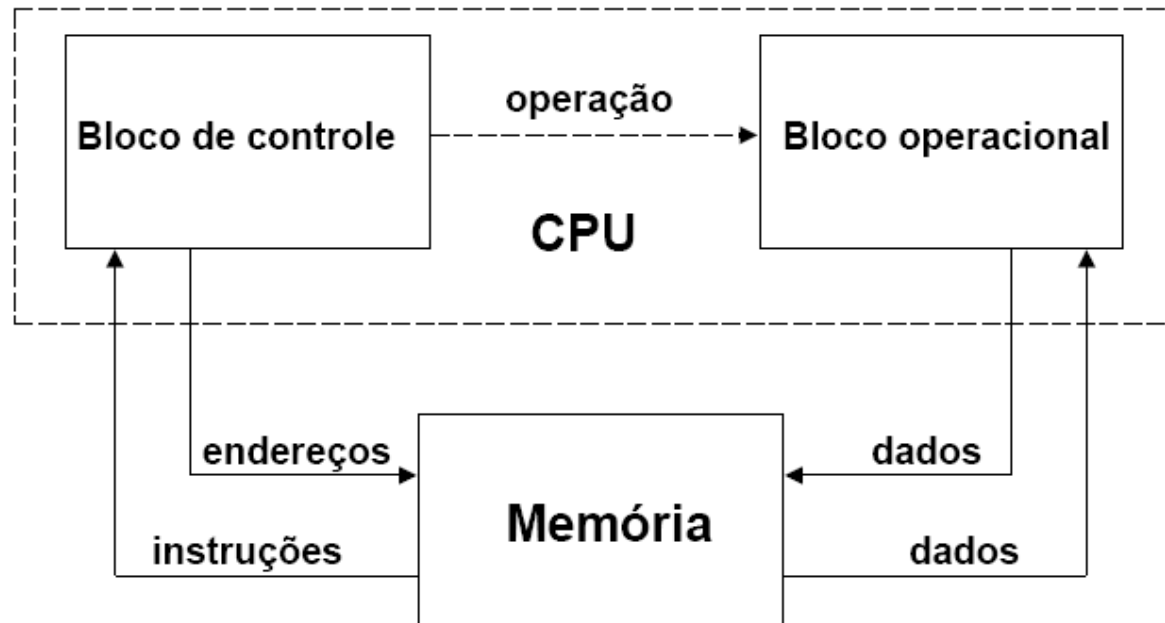 operação
Bloco de controle
Bloco operacional
CPU
endereços
dados
Memória
instruções
dados